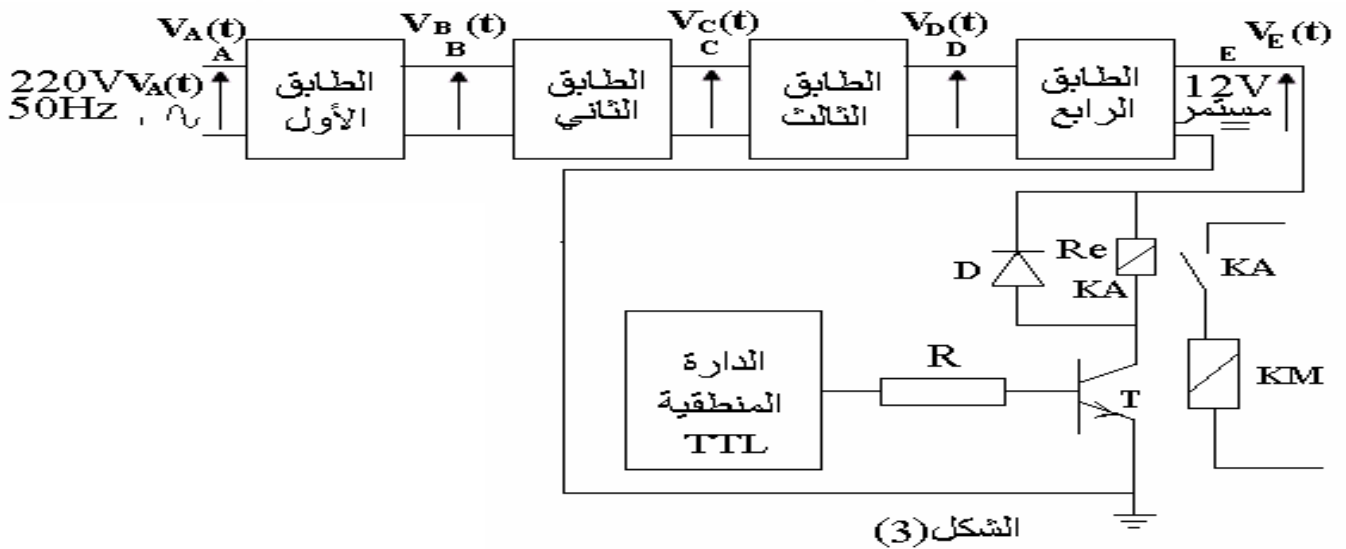 VA(t) VB (t) VC(t) VD(t) VE (t)
A B C D E
220V VA(t)
50Hz
الطابق الأول
الطابق الثاني
الطابق الثالث
الطابق الرابع
12V
مستمر
D
Re
KA
KA
KM
R
T
الدارة
المنطقية
TTL
الشكل(3)